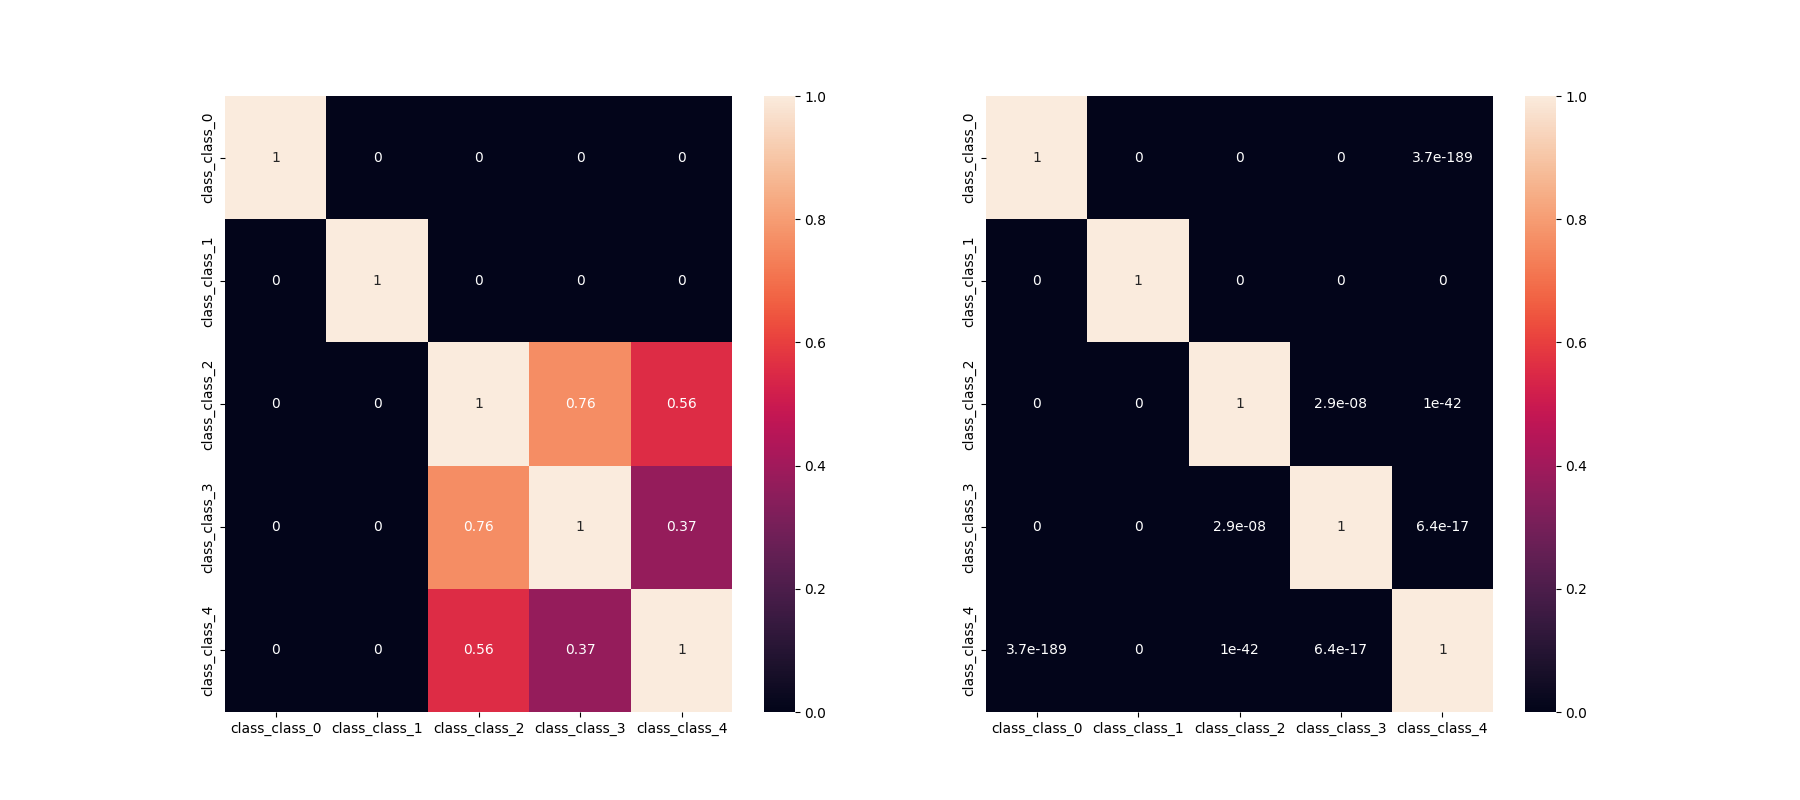 class_class_0 1 0 0 0 0
class_class_1 0 1 0 0 0
class_class_2 0 0 1 0.76 0.56
class_class_3 0 0 0.76 1 0.37
class_class_4 0 0 0.56 0.37 1
class_class_0 class_class_1 class_class_2 class_class_3 class_class_4
1.0
0.8
0.6
0.4
0.2
0.0
class_class_0 1 0 0 0 3.7e-189
class_class_1 0 1 0 0 0
class_class_2 0 0 1 2.9e-08 1e-42
class_class_3 0 0 2.9e-08 1 6.4e-17
class_class_4 3.7e-189 0 1e-42 6.4e-17 1
class_class_0 class_class_1 class_class_2 class_class_3 class_class_4
1.0
0.8
0.6
0.4
0.2
0.0